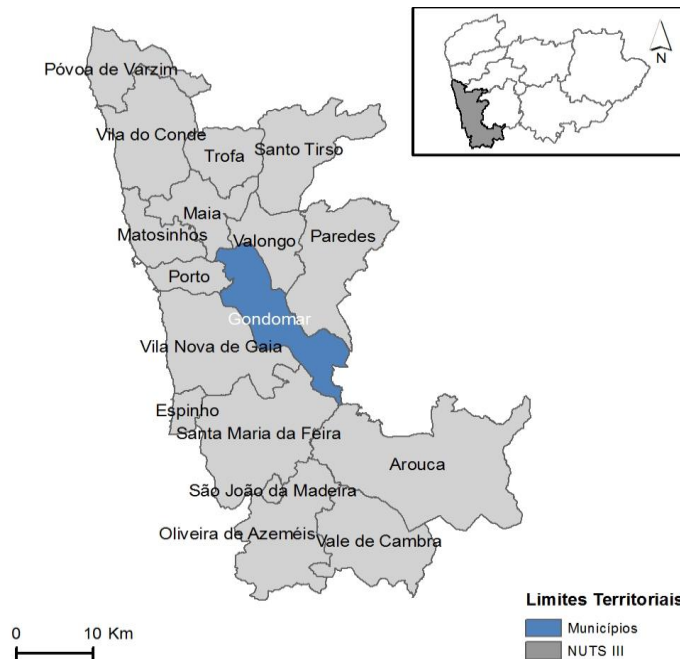 N
Póvoa de Varzim
Vila do Conde
Trofa
Santo Tirso
Maia
Matosinhos
Valongo
Paredes
Porto
Gondomar
Vila Nova de Gaia
Espinho
Santa Maria da Feira
Arouca
São João da Madeira
Oliveira de Azeméis
Vale de Cambra
Limites Territoriais
Municípios
NUTS III
0 10 Km